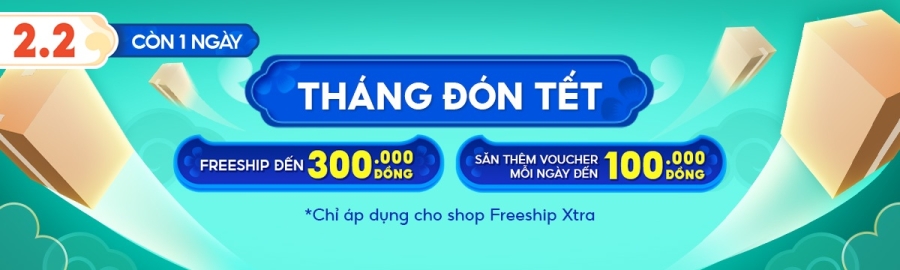 2.2
CÒN 1 NGÀY
THÁNG ĐÓN TẾT
FREESHIP ĐẾN 300.000 ĐỒNG
SĂN THÊM VOUCHER
MỖI NGÀY ĐẾN 100.000 ĐỒNG
*Chỉ áp dụng cho shop Freeship Xtra